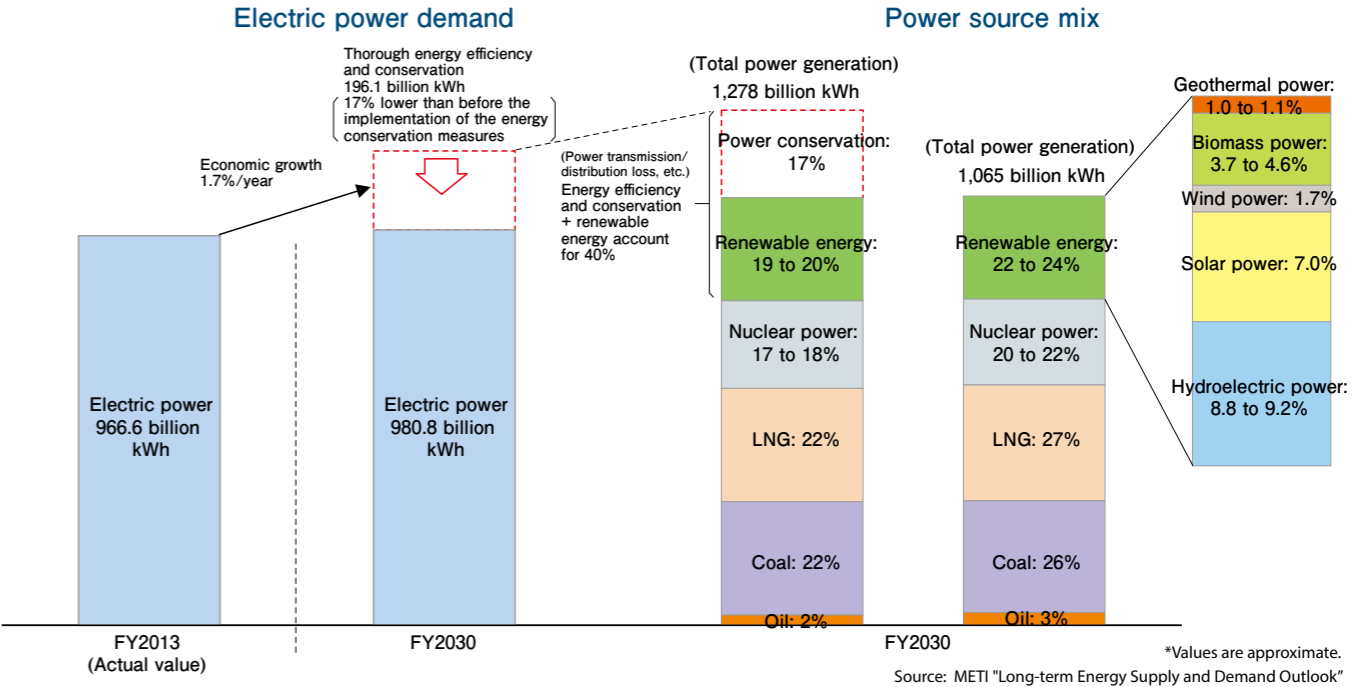 Electric power demand
Power source mix
Thorough energy efficiency
and conservation
196.1 billion kWh
17% lower than before the
implementation of the energy
conservation measures
Economic growth
1.7%/year
Electric power
966.6 billion
kWh
Electric power
980.8 billion
kWh
(Power transmission/
distribution loss, etc.)
Energy efficiency
and conservation
+ renewable
energy account
for 40%
(Total power generation)
1,278 billion kWh
Power conservation:
17%
Renewable energy:
19 to 20%
Nuclear power:
17 to 18%
LNG: 22%
Coal: 22%
Oil: 2%
(Total power generation)
1,065 billion kWh
Renewable energy:
22 to 24%
Nuclear power:
20 to 22%
LNG: 27%
Coal: 26%
Oil: 3%
Geothermal power:
1.0 to 1.1%
Biomass power:
3.7 to 4.6%
Wind power: 1.7%
Solar power: 7.0%
Hydroelectric power:
8.8 to 9.2%
FY2013
(Actual value)
FY2030
FY2030
*Values are approximate.
Source: METI "Long-term Energy Supply and Demand Outlook"